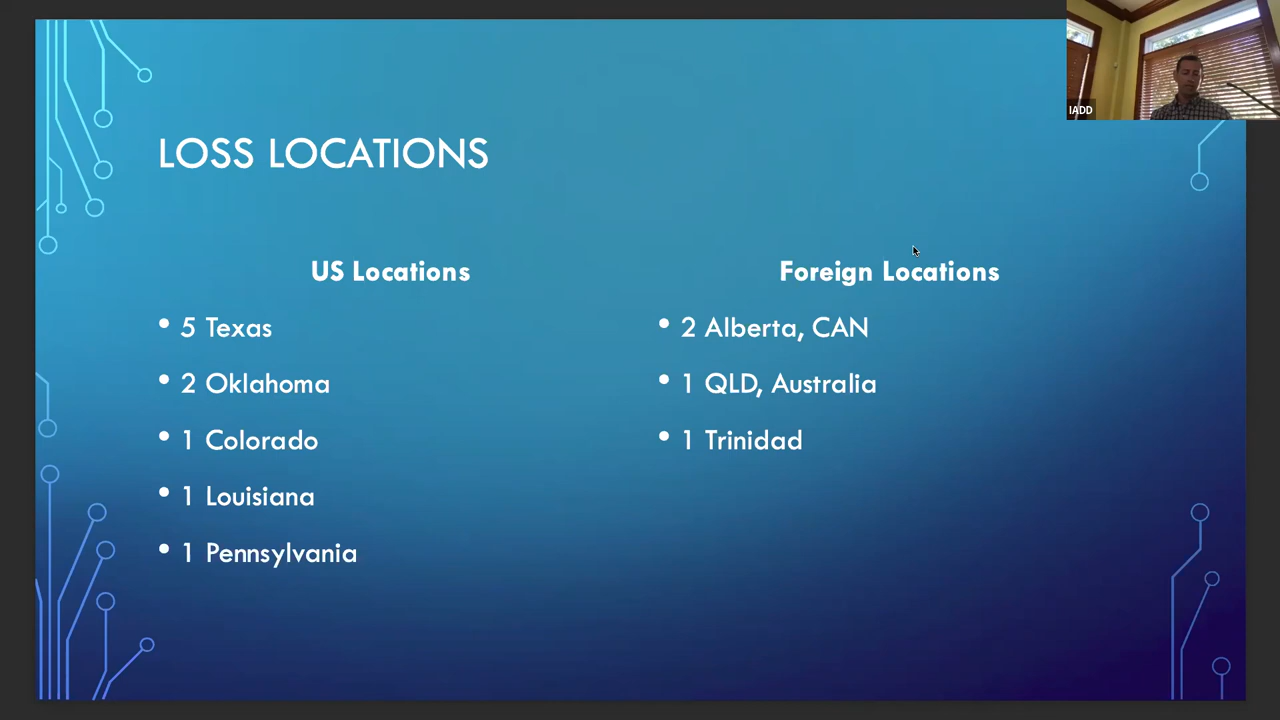 IADD
LOSS LOCATIONS
US Locations
• 5 Texas
• 2 Oklahoma
• 1 Colorado
• 1 Louisiana
• 1 Pennsylvania
Foreign Locations
• 2 Alberta, CAN
• 1 QLD, Australia
• 1 Trinidad